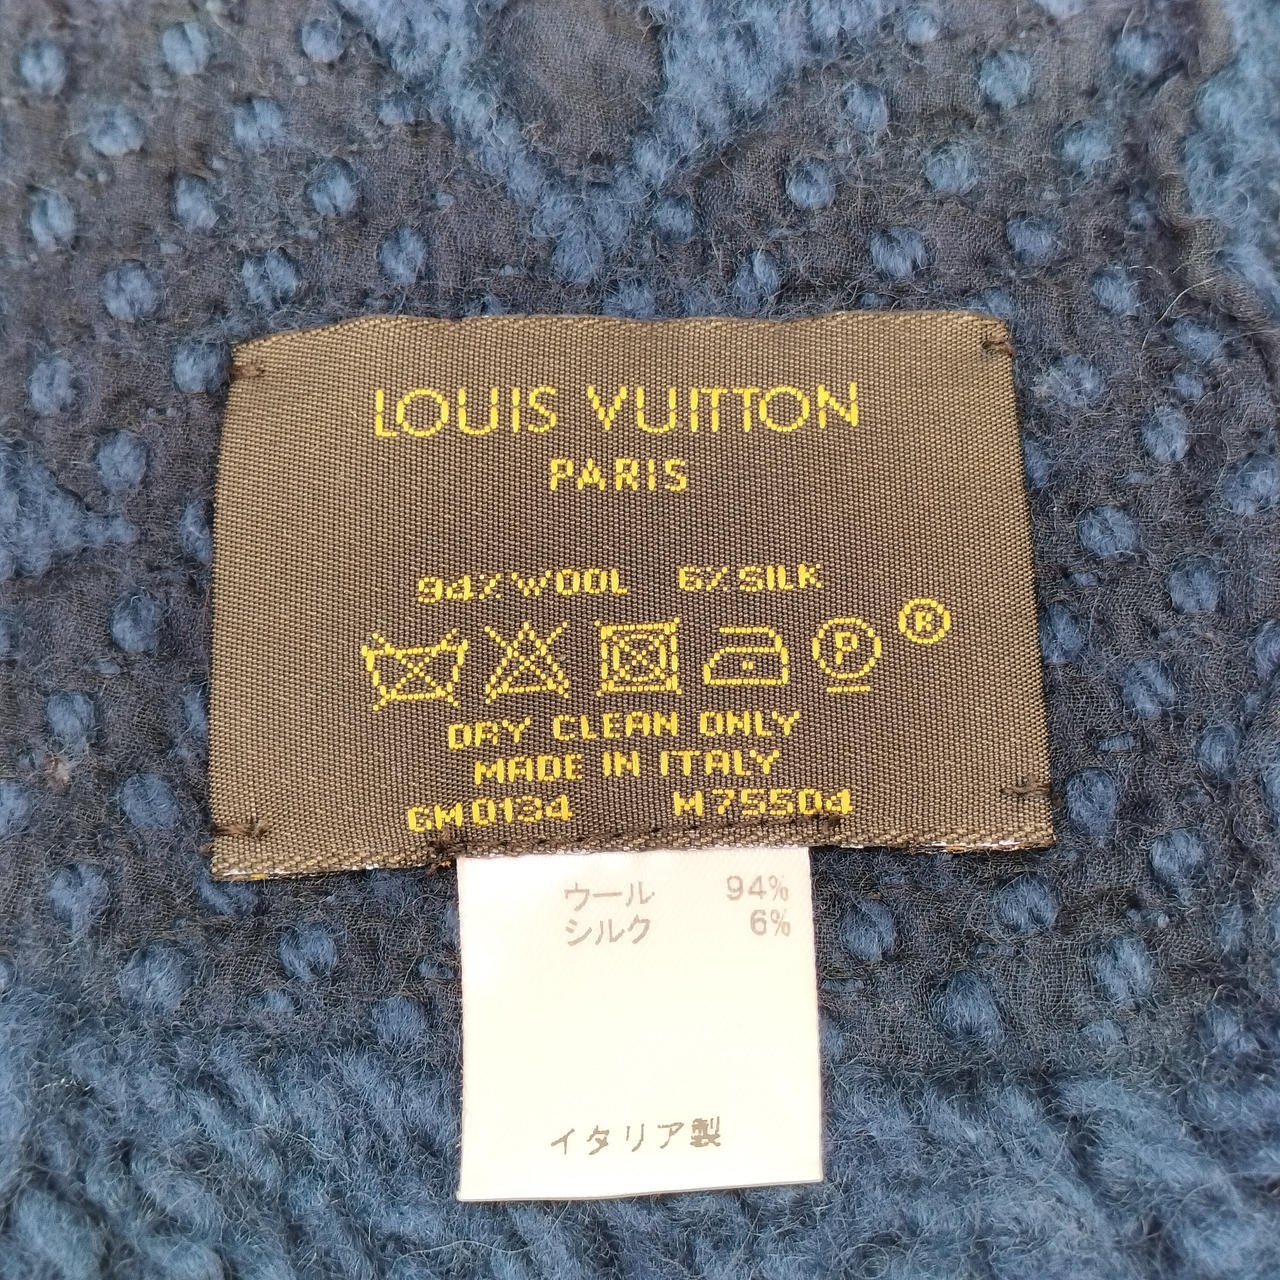 LOUIS VUITTON
PARIS
94% WOOL 6% SILK
P ®
DRY CLEAN ONLY
MADE IN ITALY
GM0134 M75504
ウール 94%
シルク 6%
イタリア製